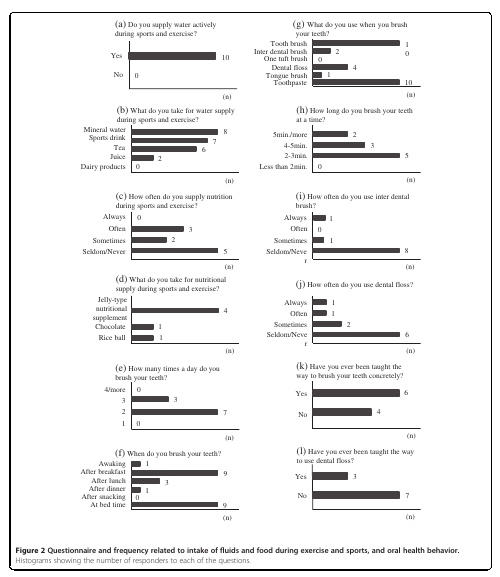 (a) Do you supply water actively
during sports and exercise?
Yes 10
No 0
(n)
(b) What do you take for water supply
during sports and exercise?
Mineral water 8
Sports drink 7
Tea 6
Juice 2
Dairy products 0
(n)
(c) How often do you supply nutrition
during sports and exercise?
Always 0
Often 3
Sometimes 2
Seldom/Never 5
(n)
(d) What do you take for nutritional
supply during sports and exercise?
Jelly-type
nutritional 4
supplement
Chocolate 1
Rice ball 1
(n)
(e) How many times a day do you
brush your teeth?
4/more 0
3 3
2 7
1 0
(n)
(f) When do you brush your teeth?
Awaking 1
After breakfast 9
After lunch 3
After dinner 1
After snacking 0
At bed time 9
(n)
(g) What do you use when you brush
your teeth?
Tooth brush 1
0
Inter dental brush 2
One tuft brush 0
Dental floss 4
Tongue brush 1
Toothpaste 10
(n)
(h) How long do you brush your teeth
at a time?
5min./more 2
4-5min. 3
2-3min. 5
Less than 2min. 0
(n)
(i) How often do you use inter dental
brush?
Always 1
Often 0
Sometimes 1
Seldom/Neve 8
r
(n)
(j) How often do you use dental floss?
Always 1
Often 1
Sometimes 2
Seldom/Neve 6
r
(n)
(k) Have you ever been taught the
way to brush your teeth concretely?
Yes 6
No 4
(n)
(l) Have you ever been taught the way
to use dental floss?
Yes 3
No 7
(n)
Figure 2 Questionnaire and frequency related to intake of fluids and food during exercise and sports, and oral health behavior.
Histograms showing the number of responders to each of the questions.